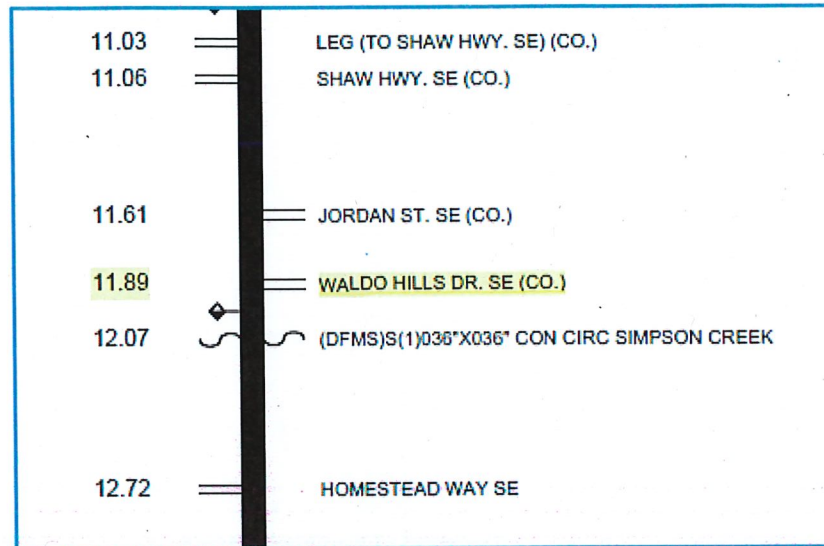 11.03 LEG (TO SHAW HWY. SE) (CO.)
11.06 SHAW HWY. SE (CO.)
11.61 JORDAN ST. SE (CO.)
11.89 WALDO HILLS DR. SE (CO.)
12.07 (DFMS)S(1)036"X036" CON CIRC SIMPSON CREEK
12.72 HOMESTEAD WAY SE